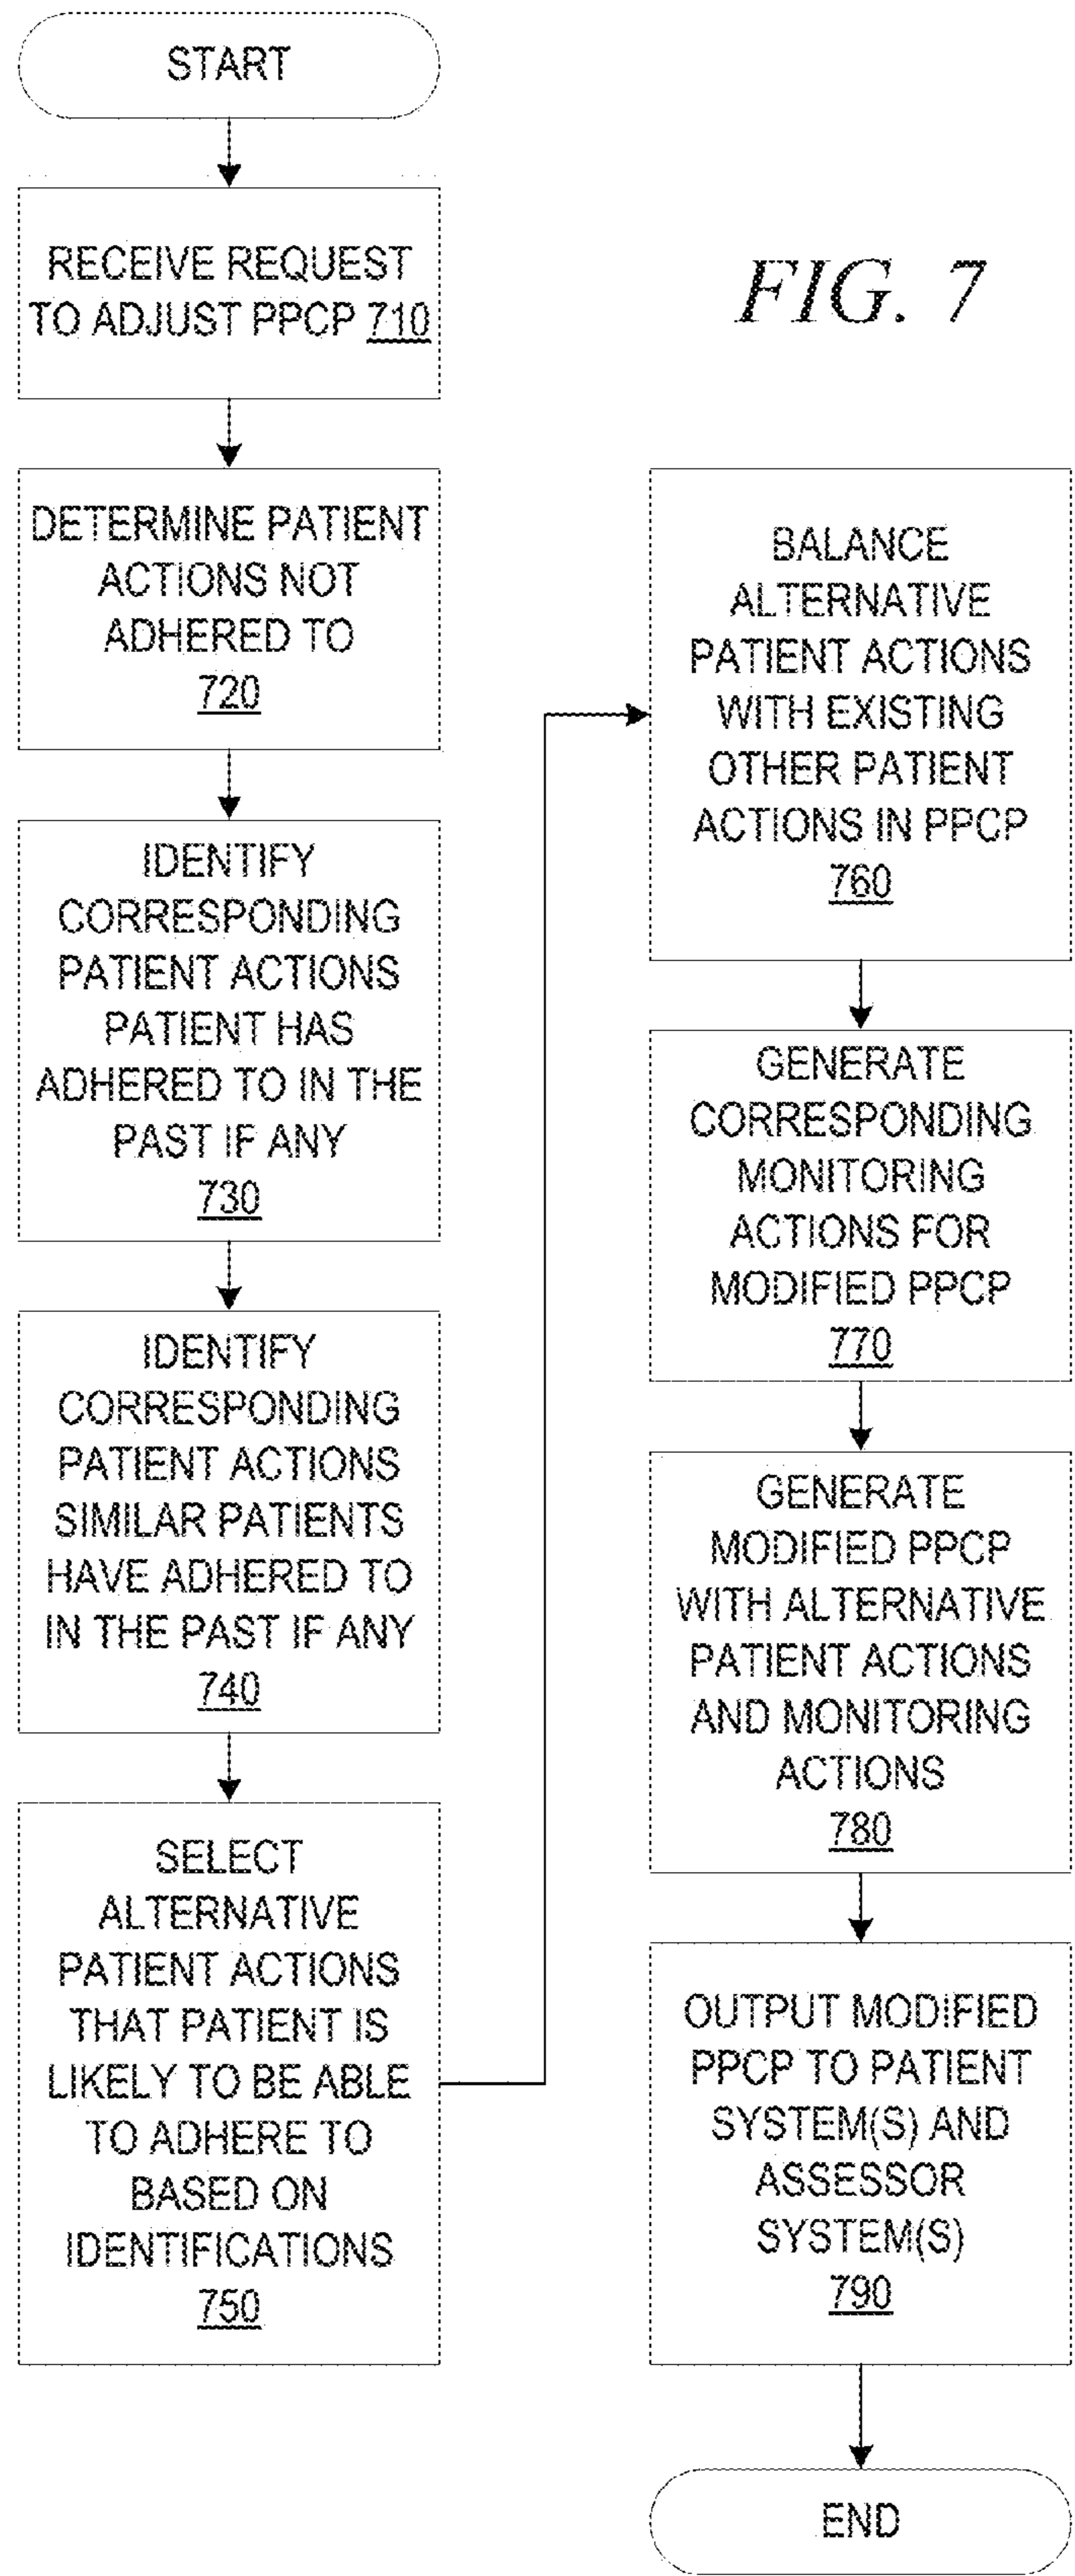 START
RECEIVE REQUEST
TO ADJUST PPCP 710
DETERMINE PATIENT
ACTIONS NOT
ADHERED TO
720
IDENTIFY
CORRESPONDING
PATIENT ACTIONS
PATIENT HAS
ADHERED TO IN THE
PAST IF ANY
730
IDENTIFY
CORRESPONDING
PATIENT ACTIONS
SIMILAR PATIENTS
HAVE ADHERED TO
IN THE PAST IF ANY
740
SELECT
ALTERNATIVE
PATIENT ACTIONS
THAT PATIENT IS
LIKELY TO BE ABLE
TO ADHERE TO
BASED ON
IDENTIFICATIONS
750
FIG. 7
BALANCE
ALTERNATIVE
PATIENT ACTIONS
WITH EXISTING
OTHER PATIENT
ACTIONS IN PPCP
760
GENERATE
CORRESPONDING
MONITORING
ACTIONS FOR
MODIFIED PPCP
770
GENERATE
MODIFIED PPCP
WITH ALTERNATIVE
PATIENT ACTIONS
AND MONITORING
ACTIONS
780
OUTPUT MODIFIED
PPCP TO PATIENT
SYSTEM(S) AND
ASSESSOR
SYSTEM(S)
790
END